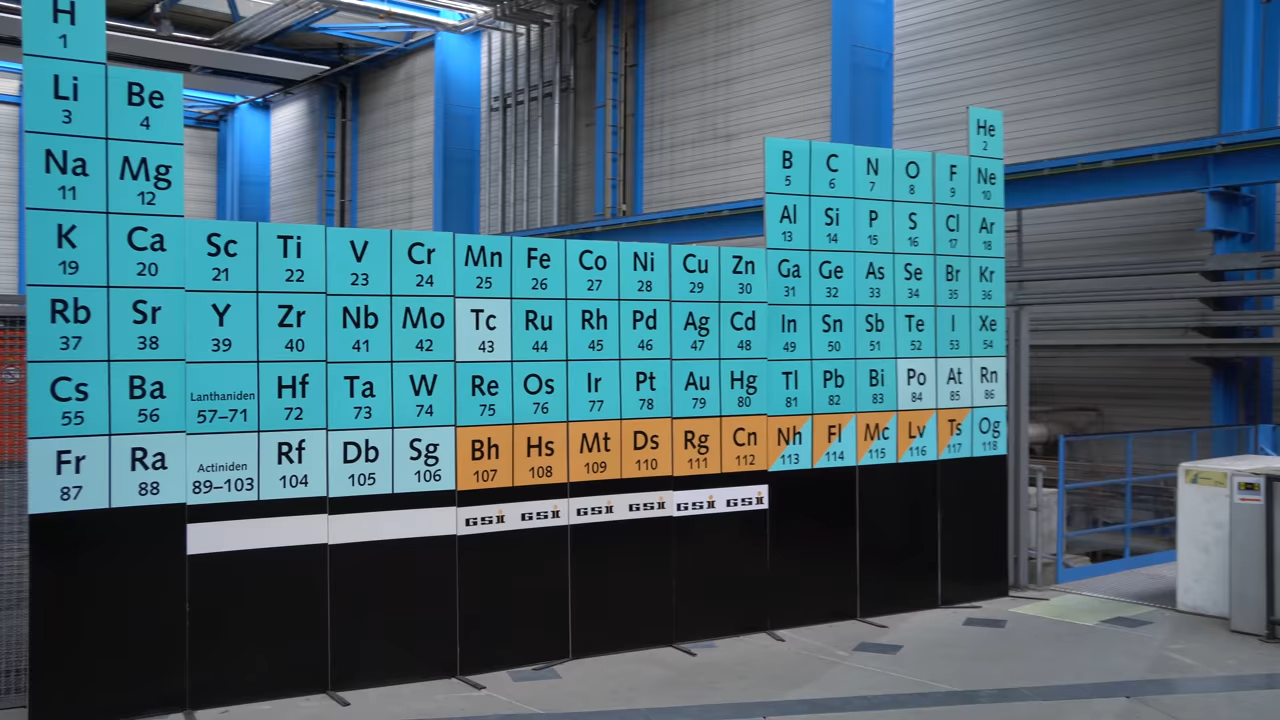 H
1
He
2
Li
3
Be
4
B
5
C
6
N
7
O
8
F
9
Ne
10
Na
11
Mg
12
Al
13
Si
14
P
15
S
16
Cl
17
Ar
18
K
19
Ca
20
Sc
21
Ti
22
V
23
Cr
24
Mn
25
Fe
26
Co
27
Ni
28
Cu
29
Zn
30
Ga
31
Ge
32
As
33
Se
34
Br
35
Kr
36
Rb
37
Sr
38
Y
39
Zr
40
Nb
41
Mo
42
Tc
43
Ru
44
Rh
45
Pd
46
Ag
47
Cd
48
In
49
Sn
50
Sb
51
Te
52
I
53
Xe
54
Cs
55
Ba
56
Lanthaniden
57–71
Hf
72
Ta
73
W
74
Re
75
Os
76
Ir
77
Pt
78
Au
79
Hg
80
Tl
81
Pb
82
Bi
83
Po
84
At
85
Rn
86
Fr
87
Ra
88
Actiniden
89–103
Rf
104
Db
105
Sg
106
Bh
107
Hs
108
Mt
109
Ds
110
Rg
111
Cn
112
Nh
113
Fl
114
Mc
115
Lv
116
Ts
117
Og
118
GSI GSI GSI GSI GSI GSI